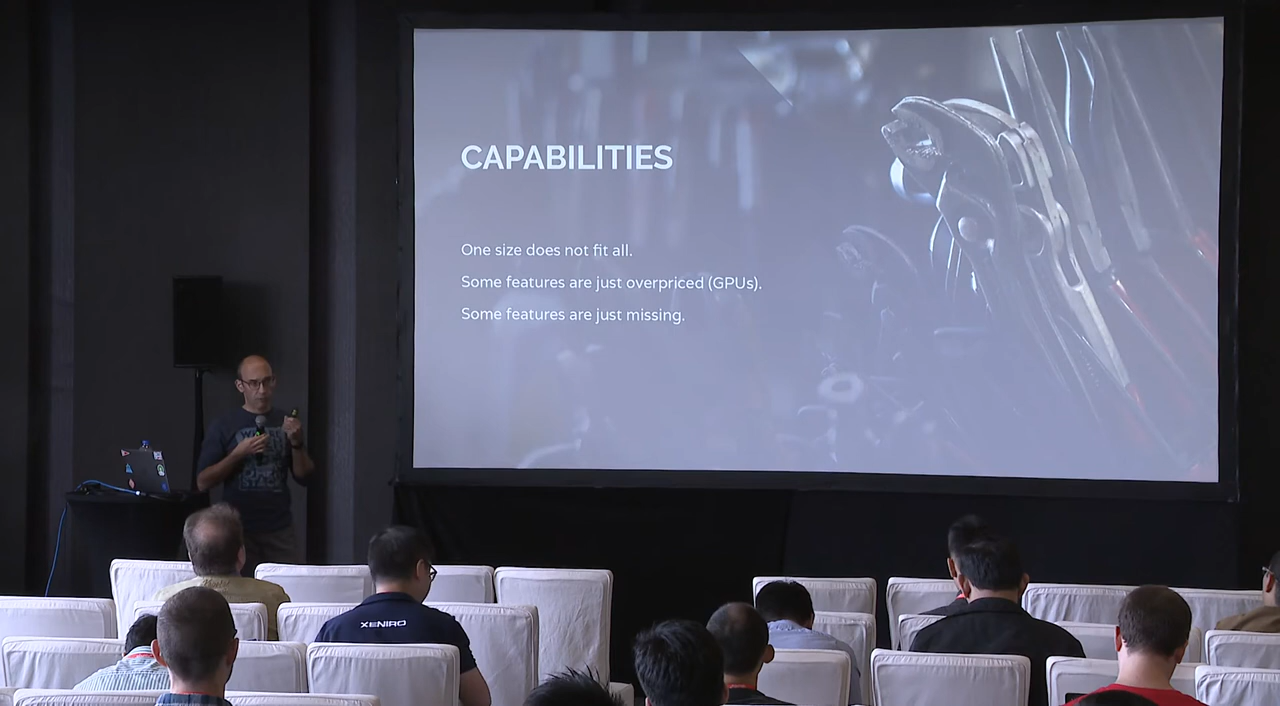 CAPABILITIES
One size does not fit all.
Some features are just overpriced (GPUs).
Some features are just missing.
XENIRO